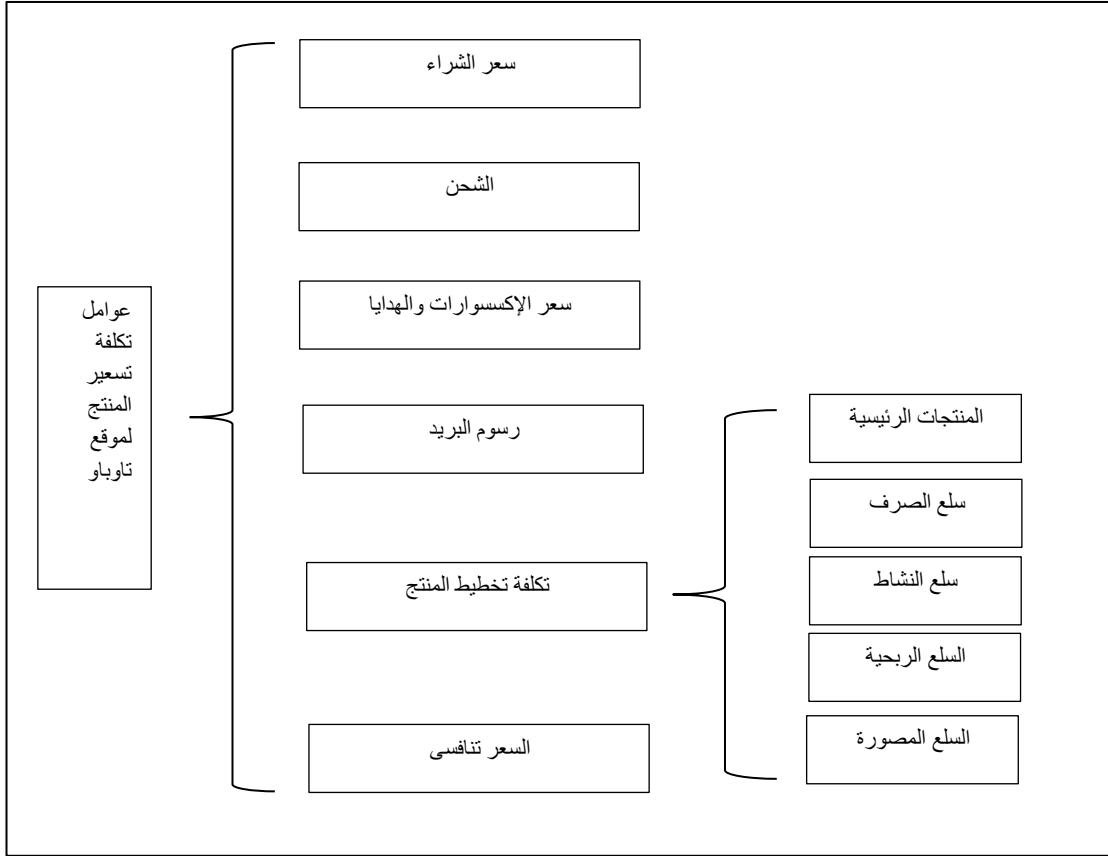 عوامل
تكلفة
تسعير
المنتج
لموقع
تاوباو
سعر الشراء
الشحن
سعر الإكسسوارات والهدايا
رسوم البريد
تكلفة تخطيط المنتج
السعر تنافسى
المنتجات الرئيسية
سلع الصرف
سلع النشاط
السلع الربحية
السلع المصورة